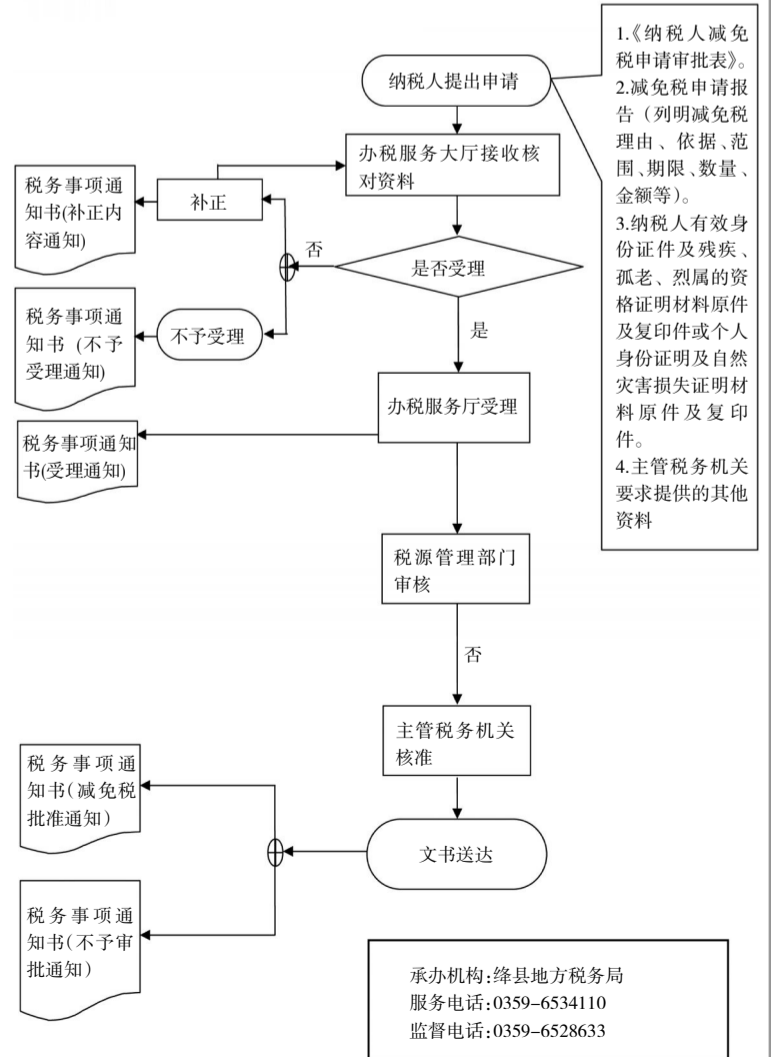 纳税人提出申请
1.《纳税人减免
税申请审批表》。
2.减免税申请报
告（列明减免税
理由、依据、范
围、期限、数量、
金额等）。
3.纳税人有效身
份证件及残疾、
孤老、烈属的资
格证明材料原件
及复印件或个人
身份证明及自然
灾害损失证明材
料原件及复印
件。
4.主管税务机关
要求提供的其他
资料
办税服务大厅接收核
对资料
补正
税务事项通
知书(补正内
容通知)
否
是否受理
不予受理
税务事项通
知书（不予
受理通知)
是
办税服务厅受理
税务事项通知
书(受理通知)
税源管理部门
审核
否
主管税务机关
核准
文书送达
税务事项通
知书(减免税
批准通知）
税务事项通
知书(不予审
批通知）
承办机构:绛县地方税务局
服务电话:0359-6534110
监督电话:0359-6528633